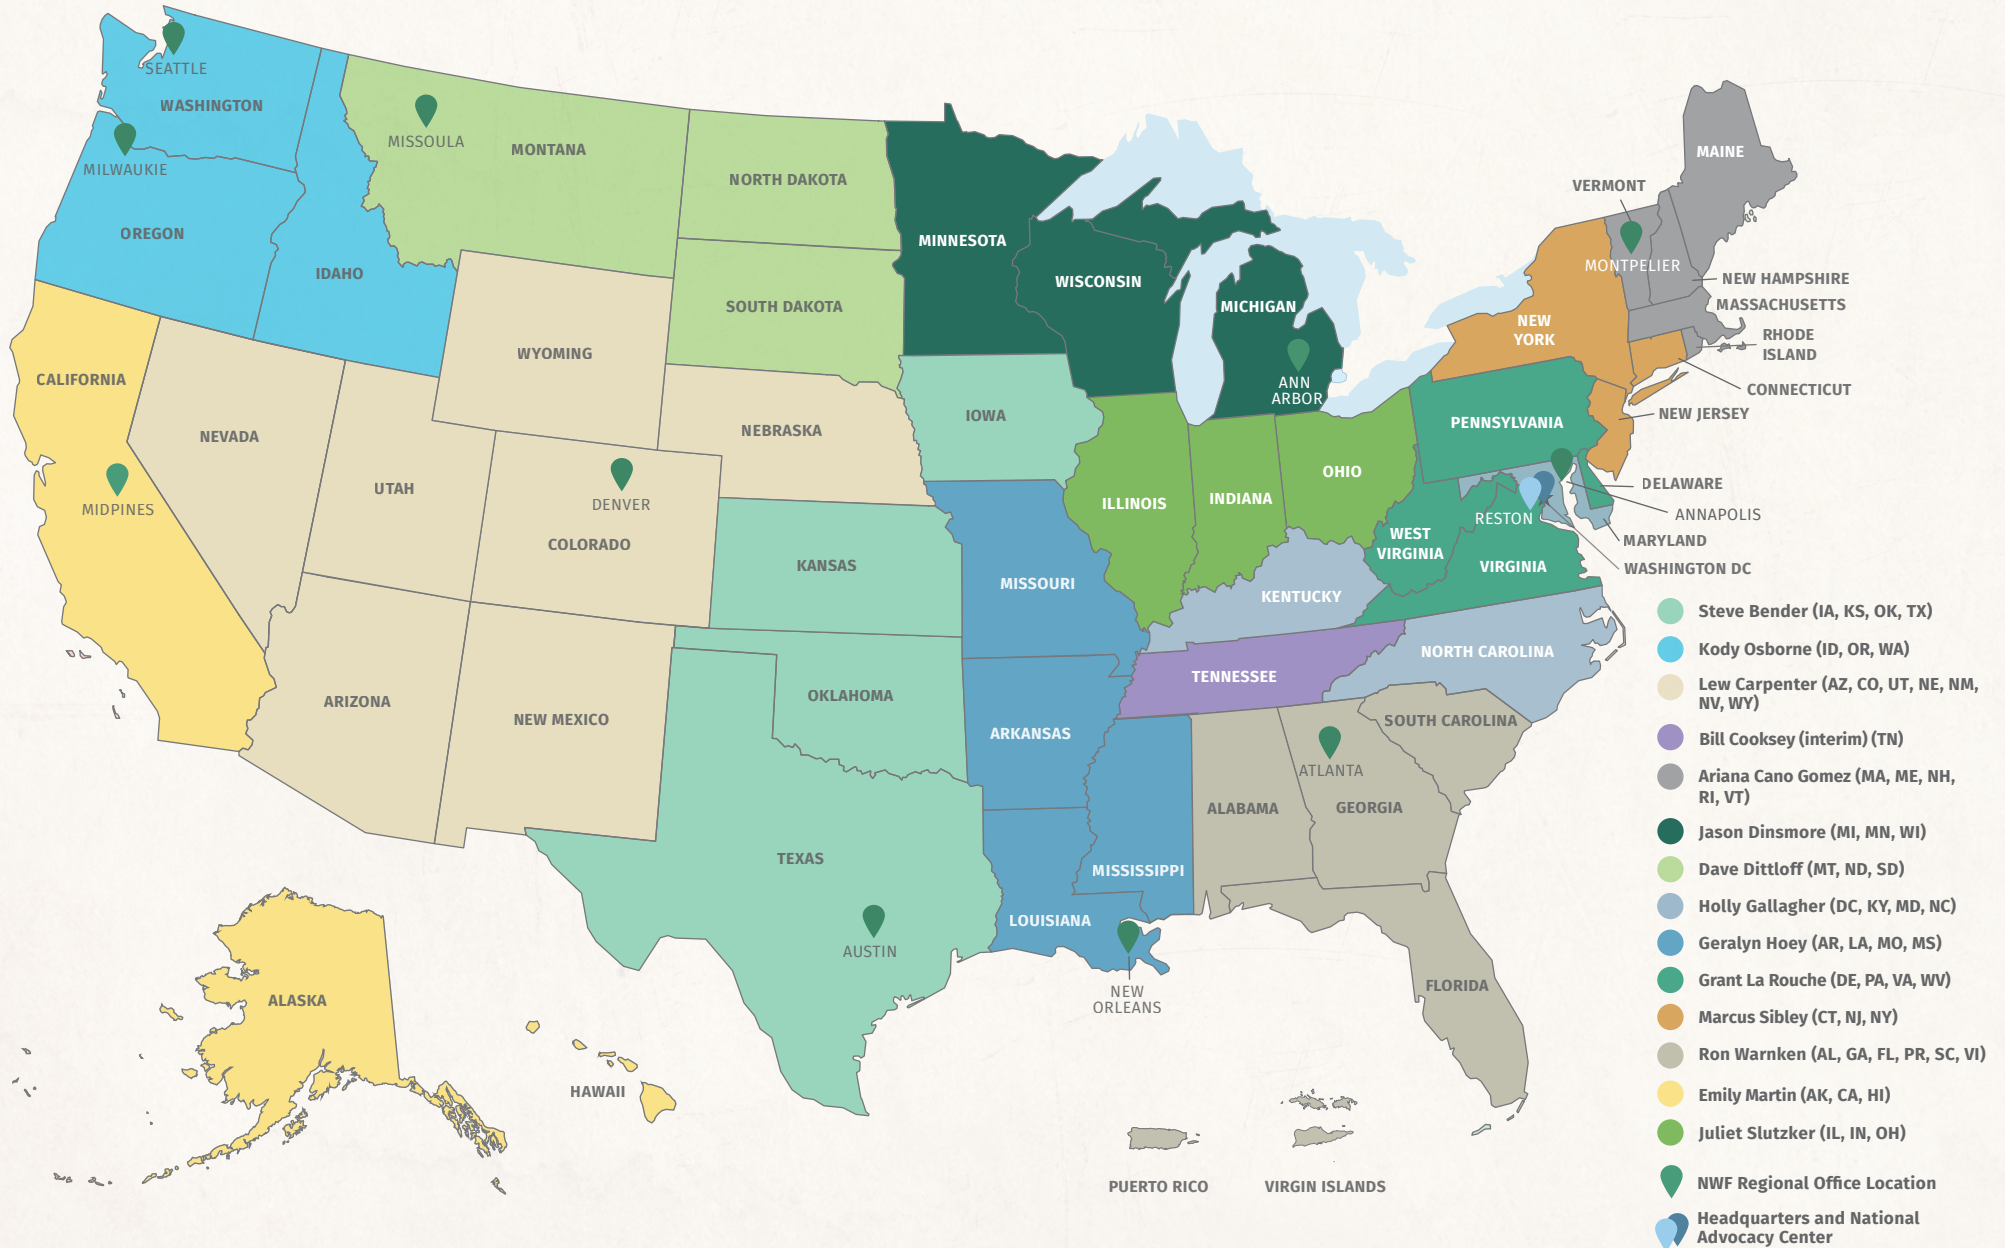 SEATTLE
WASHINGTON
MILWAUKIE
OREGON
IDAHO
MISSOULA
MONTANA
NORTH DAKOTA
SOUTH DAKOTA
MINNESOTA
WISCONSIN
MICHIGAN
ANN
ARBOR
MAINE
VERMONT
MONTPELIER
NEW HAMPSHIRE
MASSACHUSETTS
RHODE
ISLAND
CONNECTICUT
NEW JERSEY
NEW
YORK
PENNSYLVANIA
DELAWARE
ANNAPOLIS
MARYLAND
WASHINGTON DC
RESTON
WEST
VIRGINIA
VIRGINIA
CALIFORNIA
MIDPINES
NEVADA
UTAH
WYOMING
DENVER
COLORADO
NEBRASKA
IOWA
ILLINOIS
INDIANA
OHIO
KANSAS
MISSOURI
KENTUCKY
NORTH CAROLINA
TENNESSEE
SOUTH CAROLINA
ARIZONA
NEW MEXICO
OKLAHOMA
ARKANSAS
TEXAS
AUSTIN
MISSISSIPPI
LOUISIANA
NEW
ORLEANS
ALABAMA
ATLANTA
GEORGIA
FLORIDA
ALASKA
HAWAII
PUERTO RICO
VIRGIN ISLANDS
Steve Bender (IA, KS, OK, TX)
Kody Osborne (ID, OR, WA)
Lew Carpenter (AZ, CO, UT, NE, NM,
NV, WY)
Bill Cooksey (interim) (TN)
Ariana Cano Gomez (MA, ME, NH,
RI, VT)
Jason Dinsmore (MI, MN, WI)
Dave Dittloff (MT, ND, SD)
Holly Gallagher (DC, KY, MD, NC)
Geralyn Hoey (AR, LA, MO, MS)
Grant La Rouche (DE, PA, VA, WV)
Marcus Sibley (CT, NJ, NY)
Ron Warnken (AL, GA, FL, PR, SC, VI)
Emily Martin (AK, CA, HI)
Juliet Slutzker (IL, IN, OH)
NWF Regional Office Location
Headquarters and National
Advocacy Center